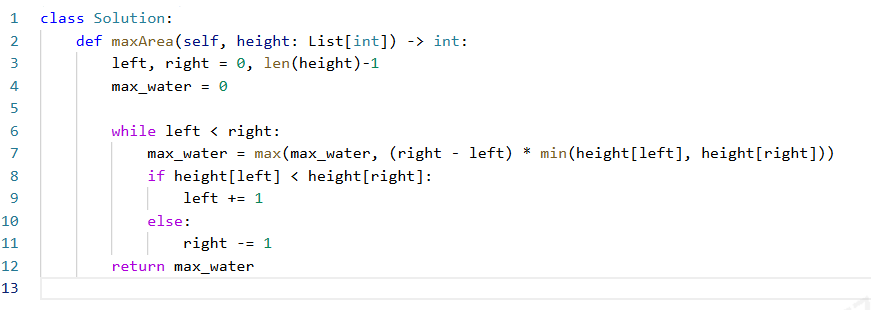 1 class Solution:
2     def maxArea(self, height: List[int]) -> int:
3         left, right = 0, len(height)-1
4         max_water = 0
5
6         while left < right:
7             max_water = max(max_water, (right - left) * min(height[left], height[right]))
8             if height[left] < height[right]:
9                 left += 1
10             else:
11                 right -= 1
12         return max_water
13